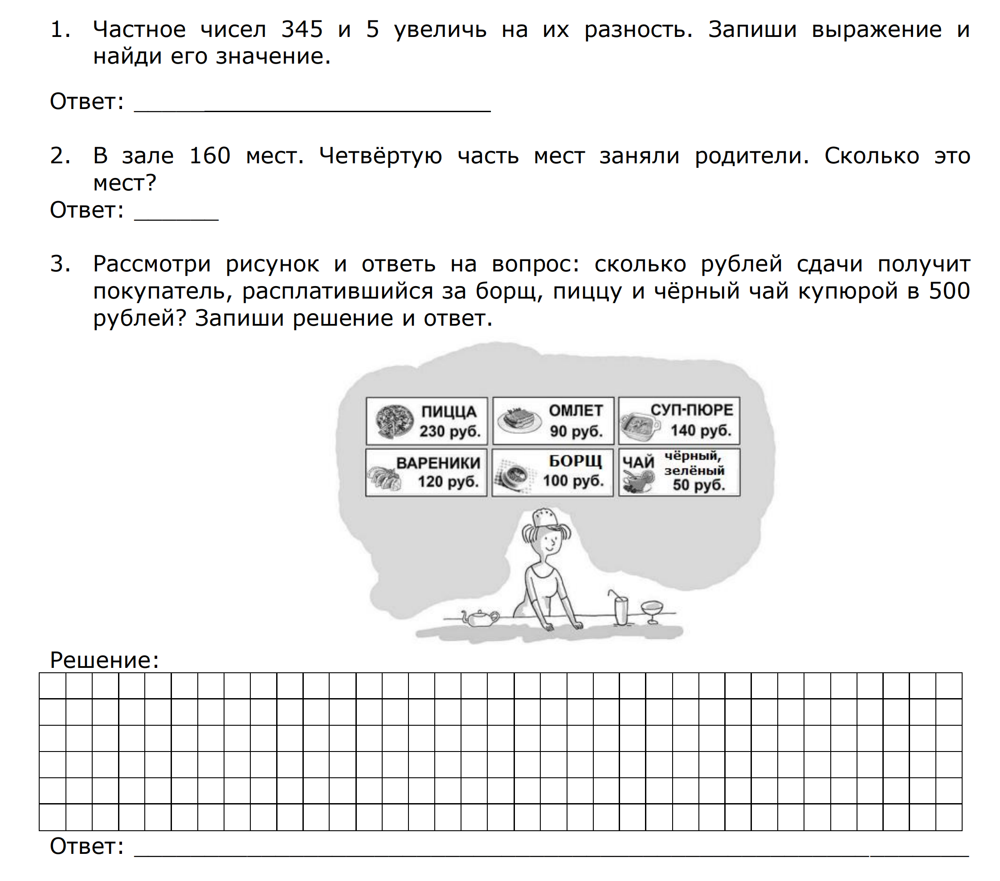 1. Частное чисел 345 и 5 увеличь на их разность. Запиши выражение и
найди его значение.
Ответ: ______________________________
2. В зале 160 мест. Четвёртую часть мест заняли родители. Сколько это
мест?
Ответ: _______
3. Рассмотри рисунок и ответь на вопрос: сколько рублей сдачи получит
покупатель, расплатившийся за борщ, пиццу и чёрный чай купюрой в 500
рублей? Запиши решение и ответ.
ПИЦЦА
230 руб.
ОМЛЕТ
90 руб.
СУП-ПЮРЕ
140 руб.
ВАРЕНИКИ
120 руб.
БОРЩ
100 руб.
ЧАЙ чёрный,
зелёный
50 руб.
Решение:
Ответ: ______________________________________________________________________